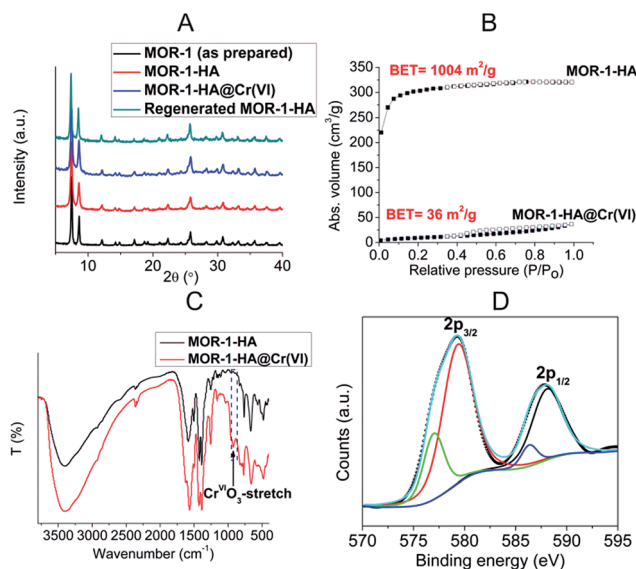 A
MOR-1 (as prepared)
MOR-1-HA
MOR-1-HA@Cr(VI)
Regenerated MOR-1-HA
Intensity (a.u.)
10 20 30 40
2θ (°)
B
350
300
250
200
150
100
50
0
BET= 1004 m²/g
MOR-1-HA
BET= 36 m²/g
MOR-1-HA@Cr(VI)
Abs. volume (cm³/g)
0.0 0.2 0.4 0.6 0.8 1.0
Relative pressure (P/Po)
C
MOR-1-HA
MOR-1-HA@Cr(VI)
T (%)
CrVIO₃-stretch
3500 3000 2500 2000 1500 1000 500
Wavenumber (cm⁻¹)
D
2p3/2
2p1/2
Counts (a.u.)
570 575 580 585 590 595
Binding energy (eV)